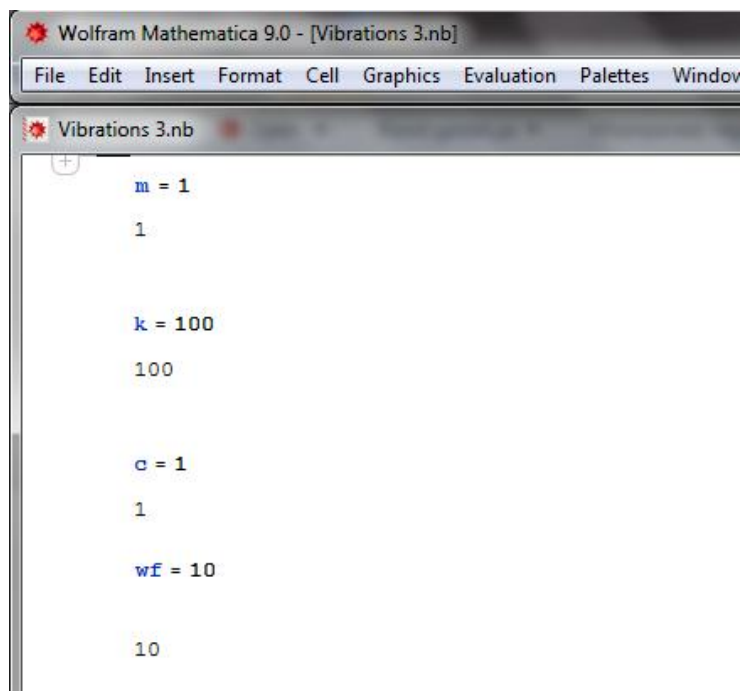 Wolfram Mathematica 9.0 - [Vibrations 3.nb]
File Edit Insert Format Cell Graphics Evaluation Palettes Window
Vibrations 3.nb
m = 1
1
k = 100
100
c = 1
1
wf = 10
10